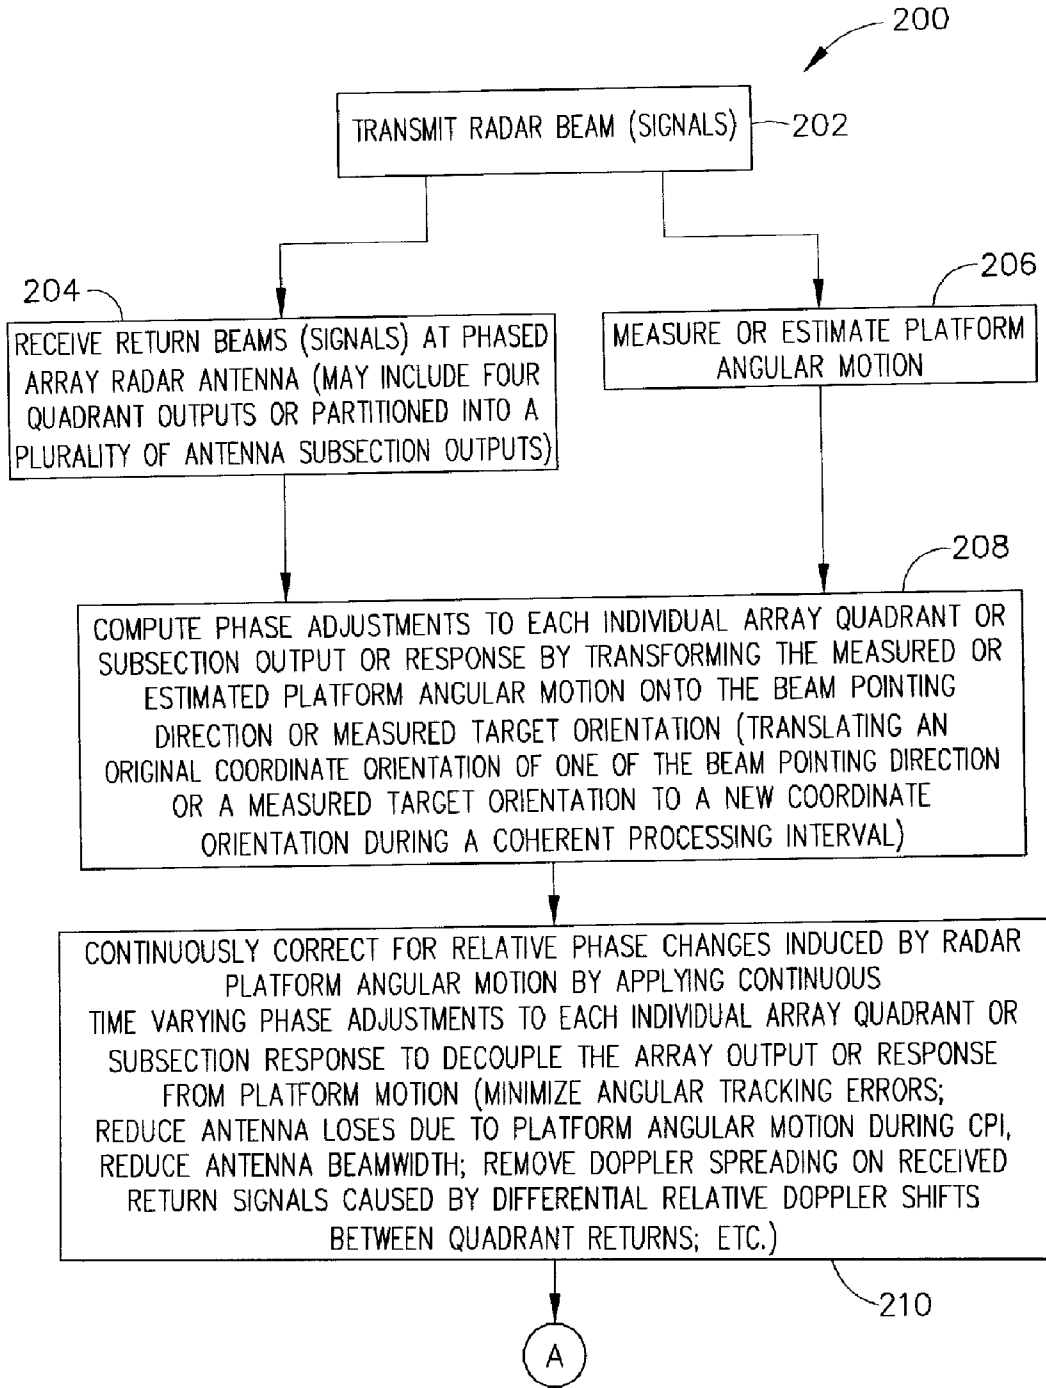 200
TRANSMIT RADAR BEAM (SIGNALS)
202
204
RECEIVE RETURN BEAMS (SIGNALS) AT PHASED
ARRAY RADAR ANTENNA (MAY INCLUDE FOUR
QUADRANT OUTPUTS OR PARTITIONED INTO A
PLURALITY OF ANTENNA SUBSECTION OUTPUTS)
206
MEASURE OR ESTIMATE PLATFORM
ANGULAR MOTION
208
COMPUTE PHASE ADJUSTMENTS TO EACH INDIVIDUAL ARRAY QUADRANT OR
SUBSECTION OUTPUT OR RESPONSE BY TRANSFORMING THE MEASURED OR
ESTIMATED PLATFORM ANGULAR MOTION ONTO THE BEAM POINTING
DIRECTION OR MEASURED TARGET ORIENTATION (TRANSLATING AN
ORIGINAL COORDINATE ORIENTATION OF ONE OF THE BEAM POINTING DIRECTION
OR A MEASURED TARGET ORIENTATION TO A NEW COORDINATE
ORIENTATION DURING A COHERENT PROCESSING INTERVAL)
CONTINUOUSLY CORRECT FOR RELATIVE PHASE CHANGES INDUCED BY RADAR
PLATFORM ANGULAR MOTION BY APPLYING CONTINUOUS
TIME VARYING PHASE ADJUSTMENTS TO EACH INDIVIDUAL ARRAY QUADRANT OR
SUBSECTION RESPONSE TO DECOUPLE THE ARRAY OUTPUT OR RESPONSE
FROM PLATFORM MOTION (MINIMIZE ANGULAR TRACKING ERRORS;
REDUCE ANTENNA LOSES DUE TO PLATFORM ANGULAR MOTION DURING CPI,
REDUCE ANTENNA BEAMWIDTH; REMOVE DOPPLER SPREADING ON RECEIVED
RETURN SIGNALS CAUSED BY DIFFERENTIAL RELATIVE DOPPLER SHIFTS
BETWEEN QUADRANT RETURNS; ETC.)
210
A